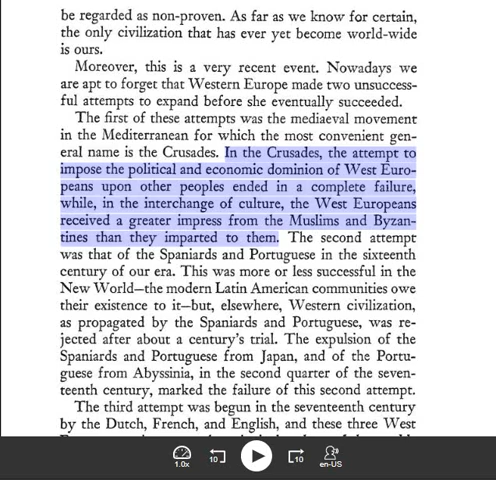 be regarded as non-proven. As far as we know for certain,
the only civilization that has ever yet become world-wide
is ours.
Moreover, this is a very recent event. Nowadays we
are apt to forget that Western Europe made two unsuccess-
ful attempts to expand before she eventually succeeded.
The first of these attempts was the mediaeval movement
in the Mediterranean for which the most convenient gen-
eral name is the Crusades. In the Crusades, the attempt to
impose the political and economic dominion of West Euro-
peans upon other peoples ended in a complete failure,
while, in the interchange of culture, the West Europeans
received a greater impress from the Muslims and Byzan-
tines than they imparted to them. The second attempt
was that of the Spaniards and Portuguese in the sixteenth
century of our era. This was more or less successful in the
New World—the modern Latin American communities owe
their existence to it—but, elsewhere, Western civilization,
as propagated by the Spaniards and Portuguese, was re-
jected after about a century's trial. The expulsion of the
Spaniards and Portuguese from Japan, and of the Portu-
guese from Abyssinia, in the second quarter of the seven-
teenth century, marked the failure of this second attempt.
The third attempt was begun in the seventeenth century
by the Dutch, French, and English, and these three West
1.0x 10 10 en-US